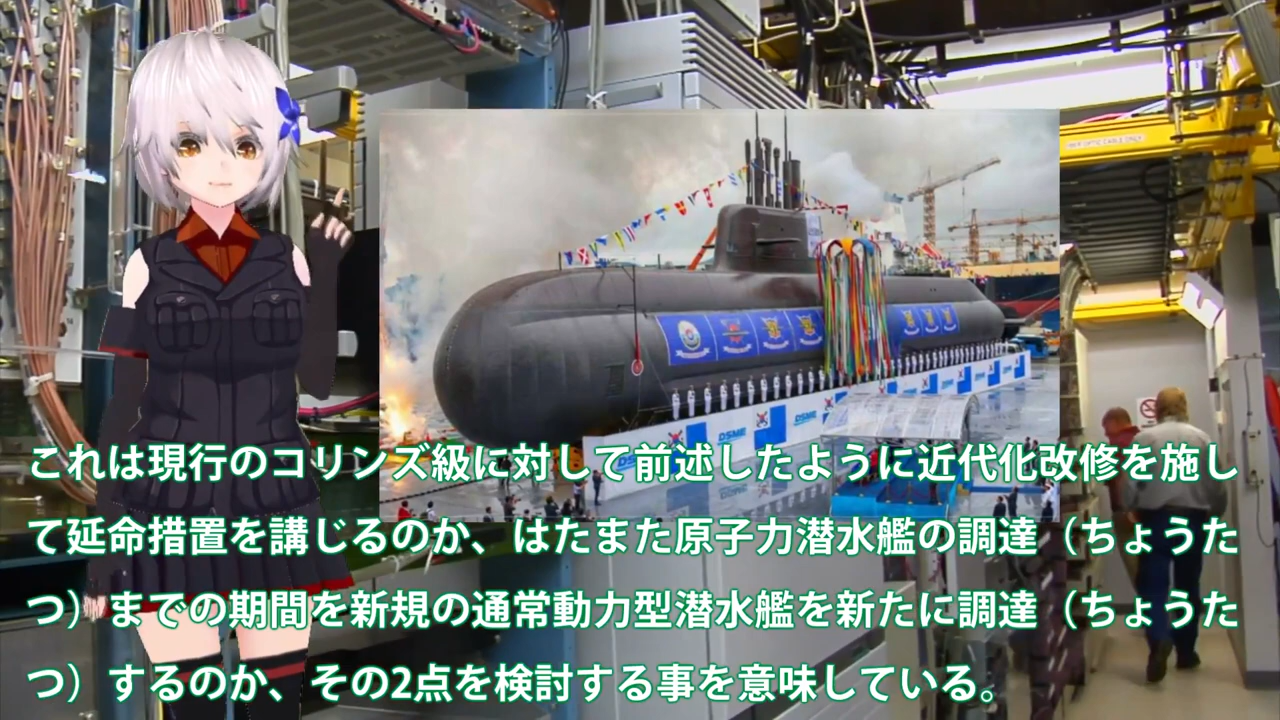 DSME
DSME
これは現行のコリンズ級に対して前述したように近代化改修を施し
て延命措置を講じるのか、はたまた原子力潜水艦の調達（ちょうた
つ）までの期間を新規の通常動力型潜水艦を新たに調達（ちょうた
つ）するのか、その2点を検討する事を意味している。